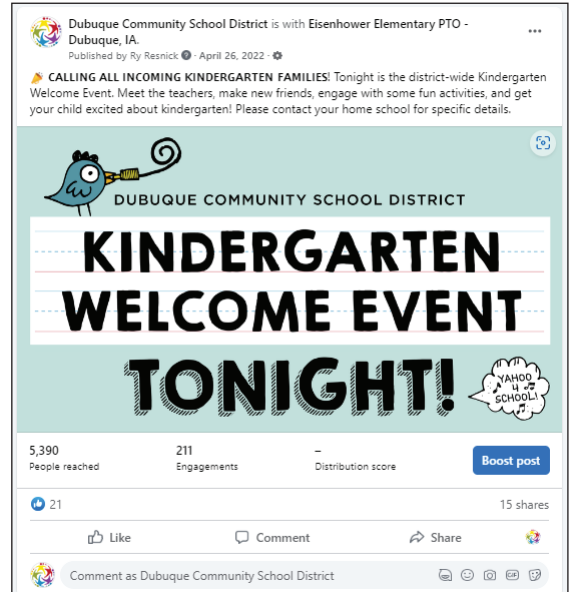 Dubuque Community School District is with Eisenhower Elementary PTO -
Dubuque, IA.
Published by Ry Resnick · April 26, 2022 ·
CALLING ALL INCOMING KINDERGARTEN FAMILIES! Tonight is the district-wide Kindergarten
Welcome Event. Meet the teachers, make new friends, engage with some fun activities, and get
your child excited about kindergarten! Please contact your home school for specific details.
DUBUQUE COMMUNITY SCHOOL DISTRICT
KINDERGARTEN
WELCOME EVENT
TONIGHT!
YAHOO
4
SCHOOL!
5,390 211 –
People reached Engagements Distribution score
Boost post
21 15 shares
Like Comment Share
Comment as Dubuque Community School District GIF